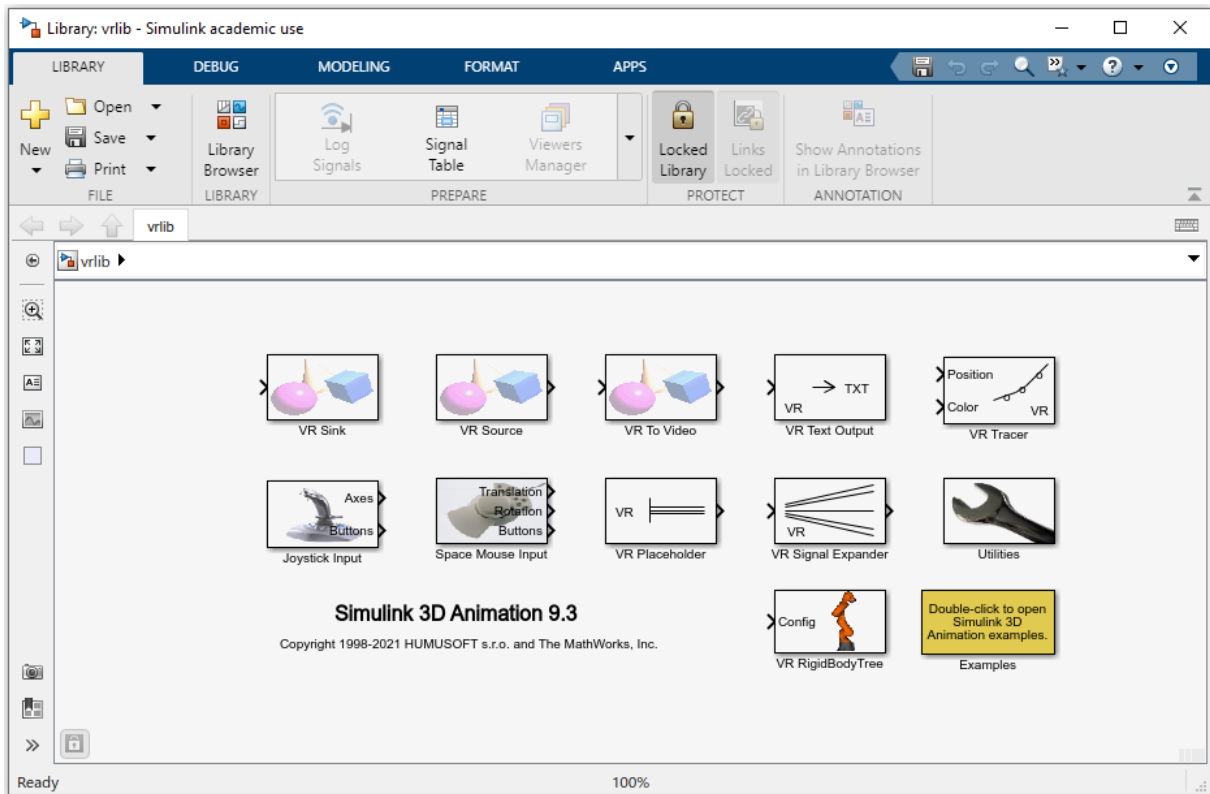 Library: vrlib - Simulink academic use
LIBRARY DEBUG MODELING FORMAT APPS
New
Open
Save
Print
FILE
Library
Browser
LIBRARY
Log
Signals
Signal
Table
Viewers
Manager
PREPARE
Locked
Library
Links
Locked
PROTECT
Show Annotations
in Library Browser
ANNOTATION
vrlib
vrlib
VR Sink
VR Source
VR To Video
TXT
VR
VR Text Output
Position
Color
VR
VR Tracer
Axes
Buttons
Joystick Input
Translation
Rotation
Buttons
Space Mouse Input
VR
VR Placeholder
VR
VR Signal Expander
Utilities
Simulink 3D Animation 9.3
Copyright 1998-2021 HUMUSOFT s.r.o. and The MathWorks, Inc.
Config
VR RigidBodyTree
Double-click to open
Simulink 3D
Animation examples.
Examples
Ready
100%